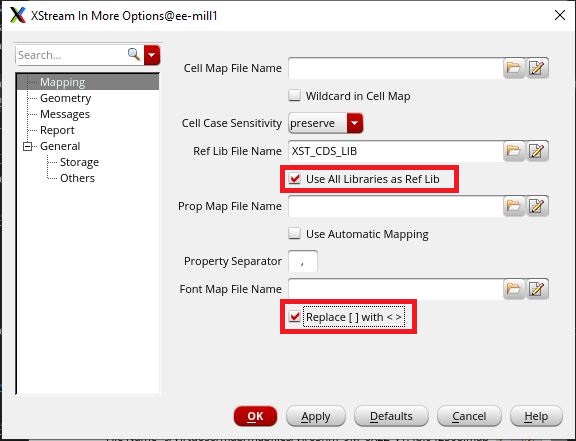 XStream In More Options@ee-mill1
Search...
Mapping
Geometry
Messages
Report
General
Storage
Others
Cell Map File Name
Wildcard in Cell Map
Cell Case Sensitivity preserve
Ref Lib File Name XST_CDS_LIB
Use All Libraries as Ref Lib
Prop Map File Name
Use Automatic Mapping
Property Separator ,
Font Map File Name
Replace [ ] with < >
OK Apply Defaults Cancel Help